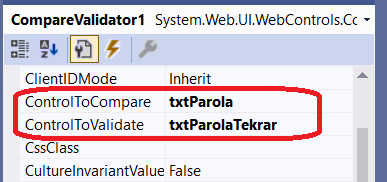 CompareValidator1 System.Web.UI.WebControls.Co
ClientIDMode Inherit
ControlToCompare txtParola
ControlToValidate txtParolaTekrar
CssClass
CultureInvariantValue False